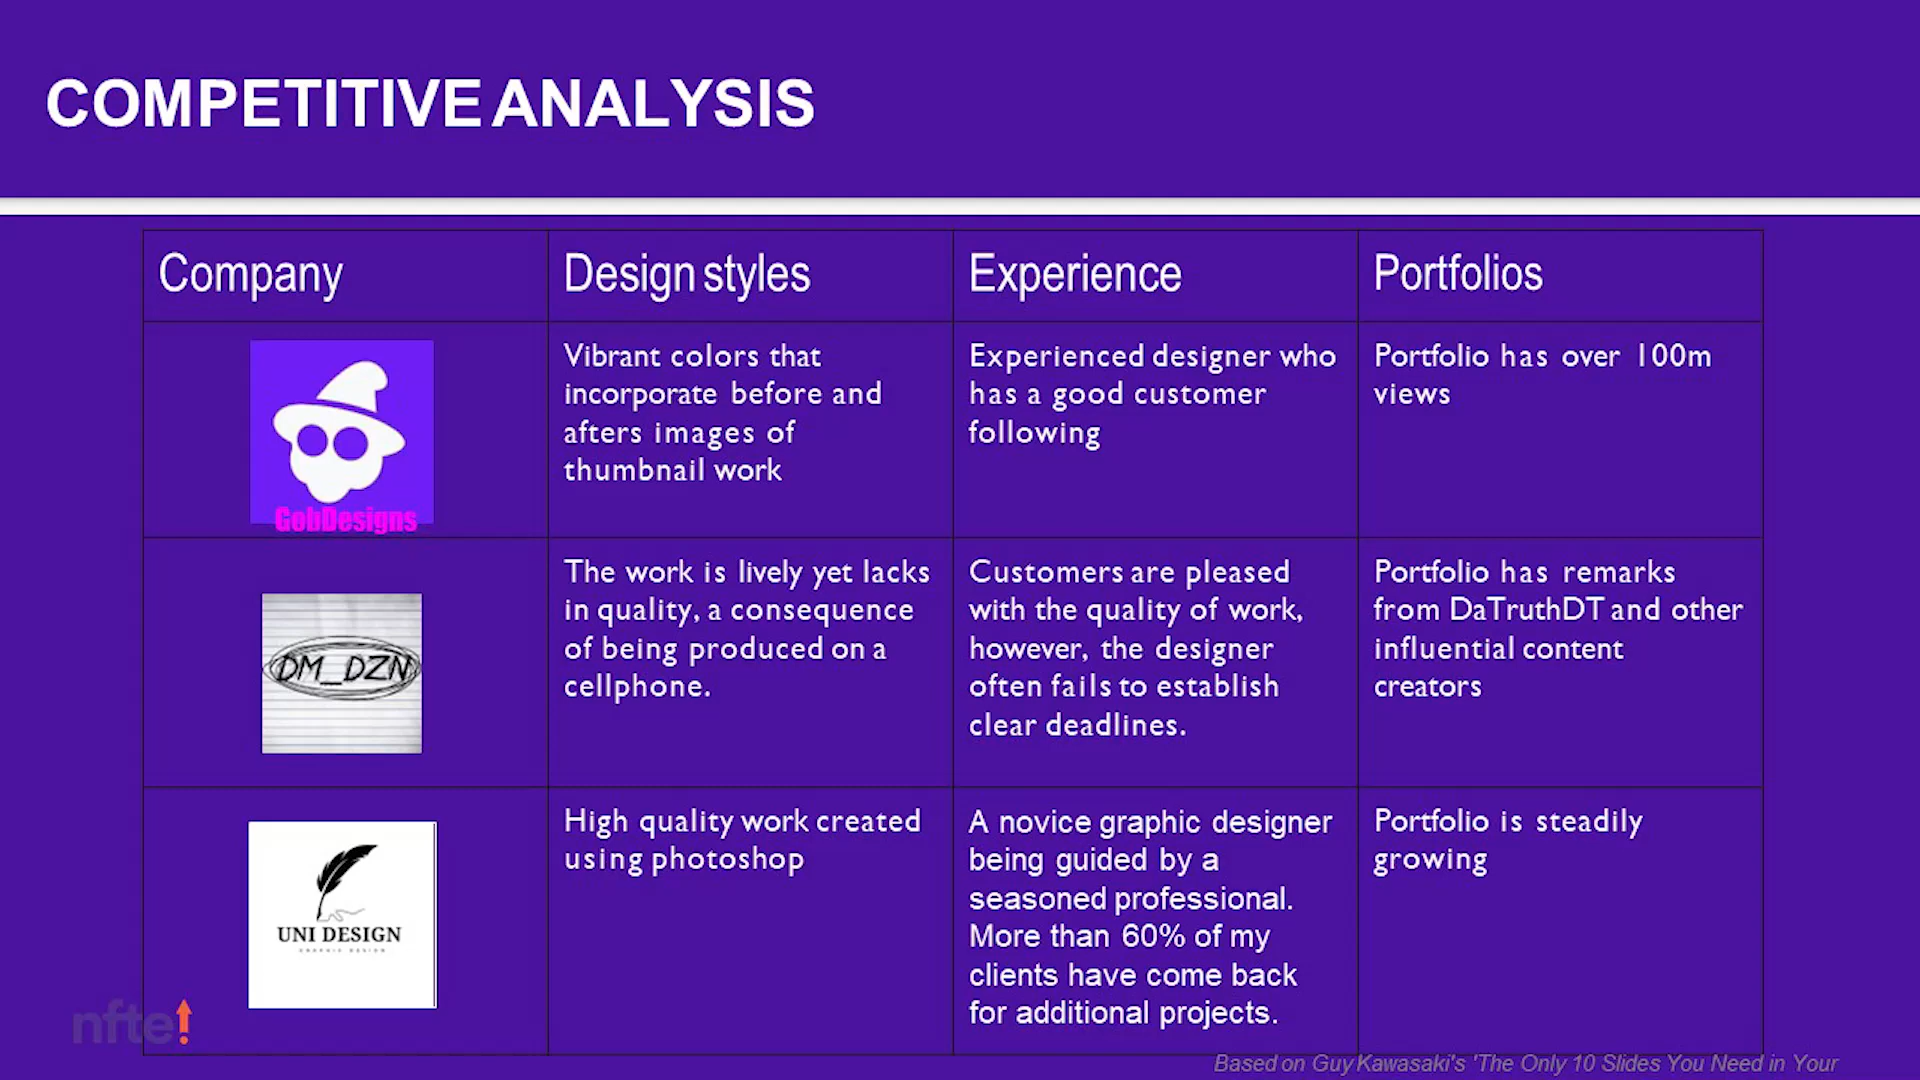 COMPETITIVE ANALYSIS
Company
Design styles
Experience
Portfolios
GobDesigns
Vibrant colors that
incorporate before and
afters images of
thumbnail work
Experienced designer who
has a good customer
following
Portfolio has over 100m
views
DM_DZN
The work is lively yet lacks
in quality, a consequence
of being produced on a
cellphone.
Customers are pleased
with the quality of work,
however, the designer
often fails to establish
clear deadlines.
Portfolio has remarks
from DaTruthDT and other
influential content
creators
UNI DESIGN
GRAPHIC DESIGN
High quality work created
using photoshop
A novice graphic designer
being guided by a
seasoned professional.
More than 60% of my
clients have come back
for additional projects.
Portfolio is steadily
growing
nfte!
Based on Guy Kawasaki's 'The Only 10 Slides You Need in Your